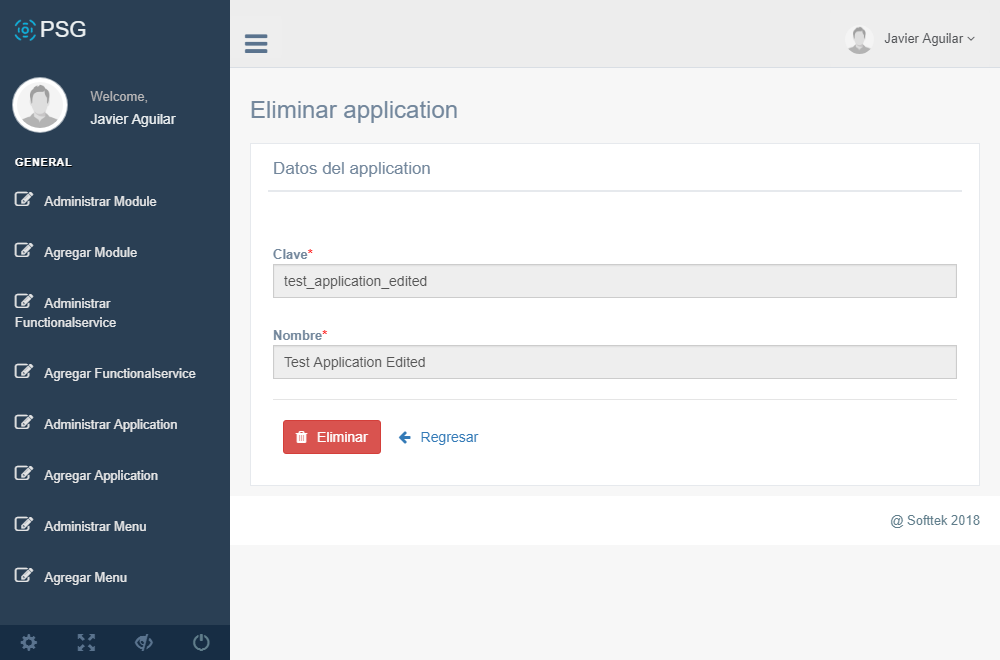 PSG
Welcome,
Javier Aguilar
GENERAL
Administrar Module
Agregar Module
Administrar
Functionalservice
Agregar Functionalservice
Administrar Application
Agregar Application
Administrar Menu
Agregar Menu
Javier Aguilar
Eliminar application
Datos del application
Clave*
test_application_edited
Nombre*
Test Application Edited
Eliminar
Regresar
@ Softtek 2018